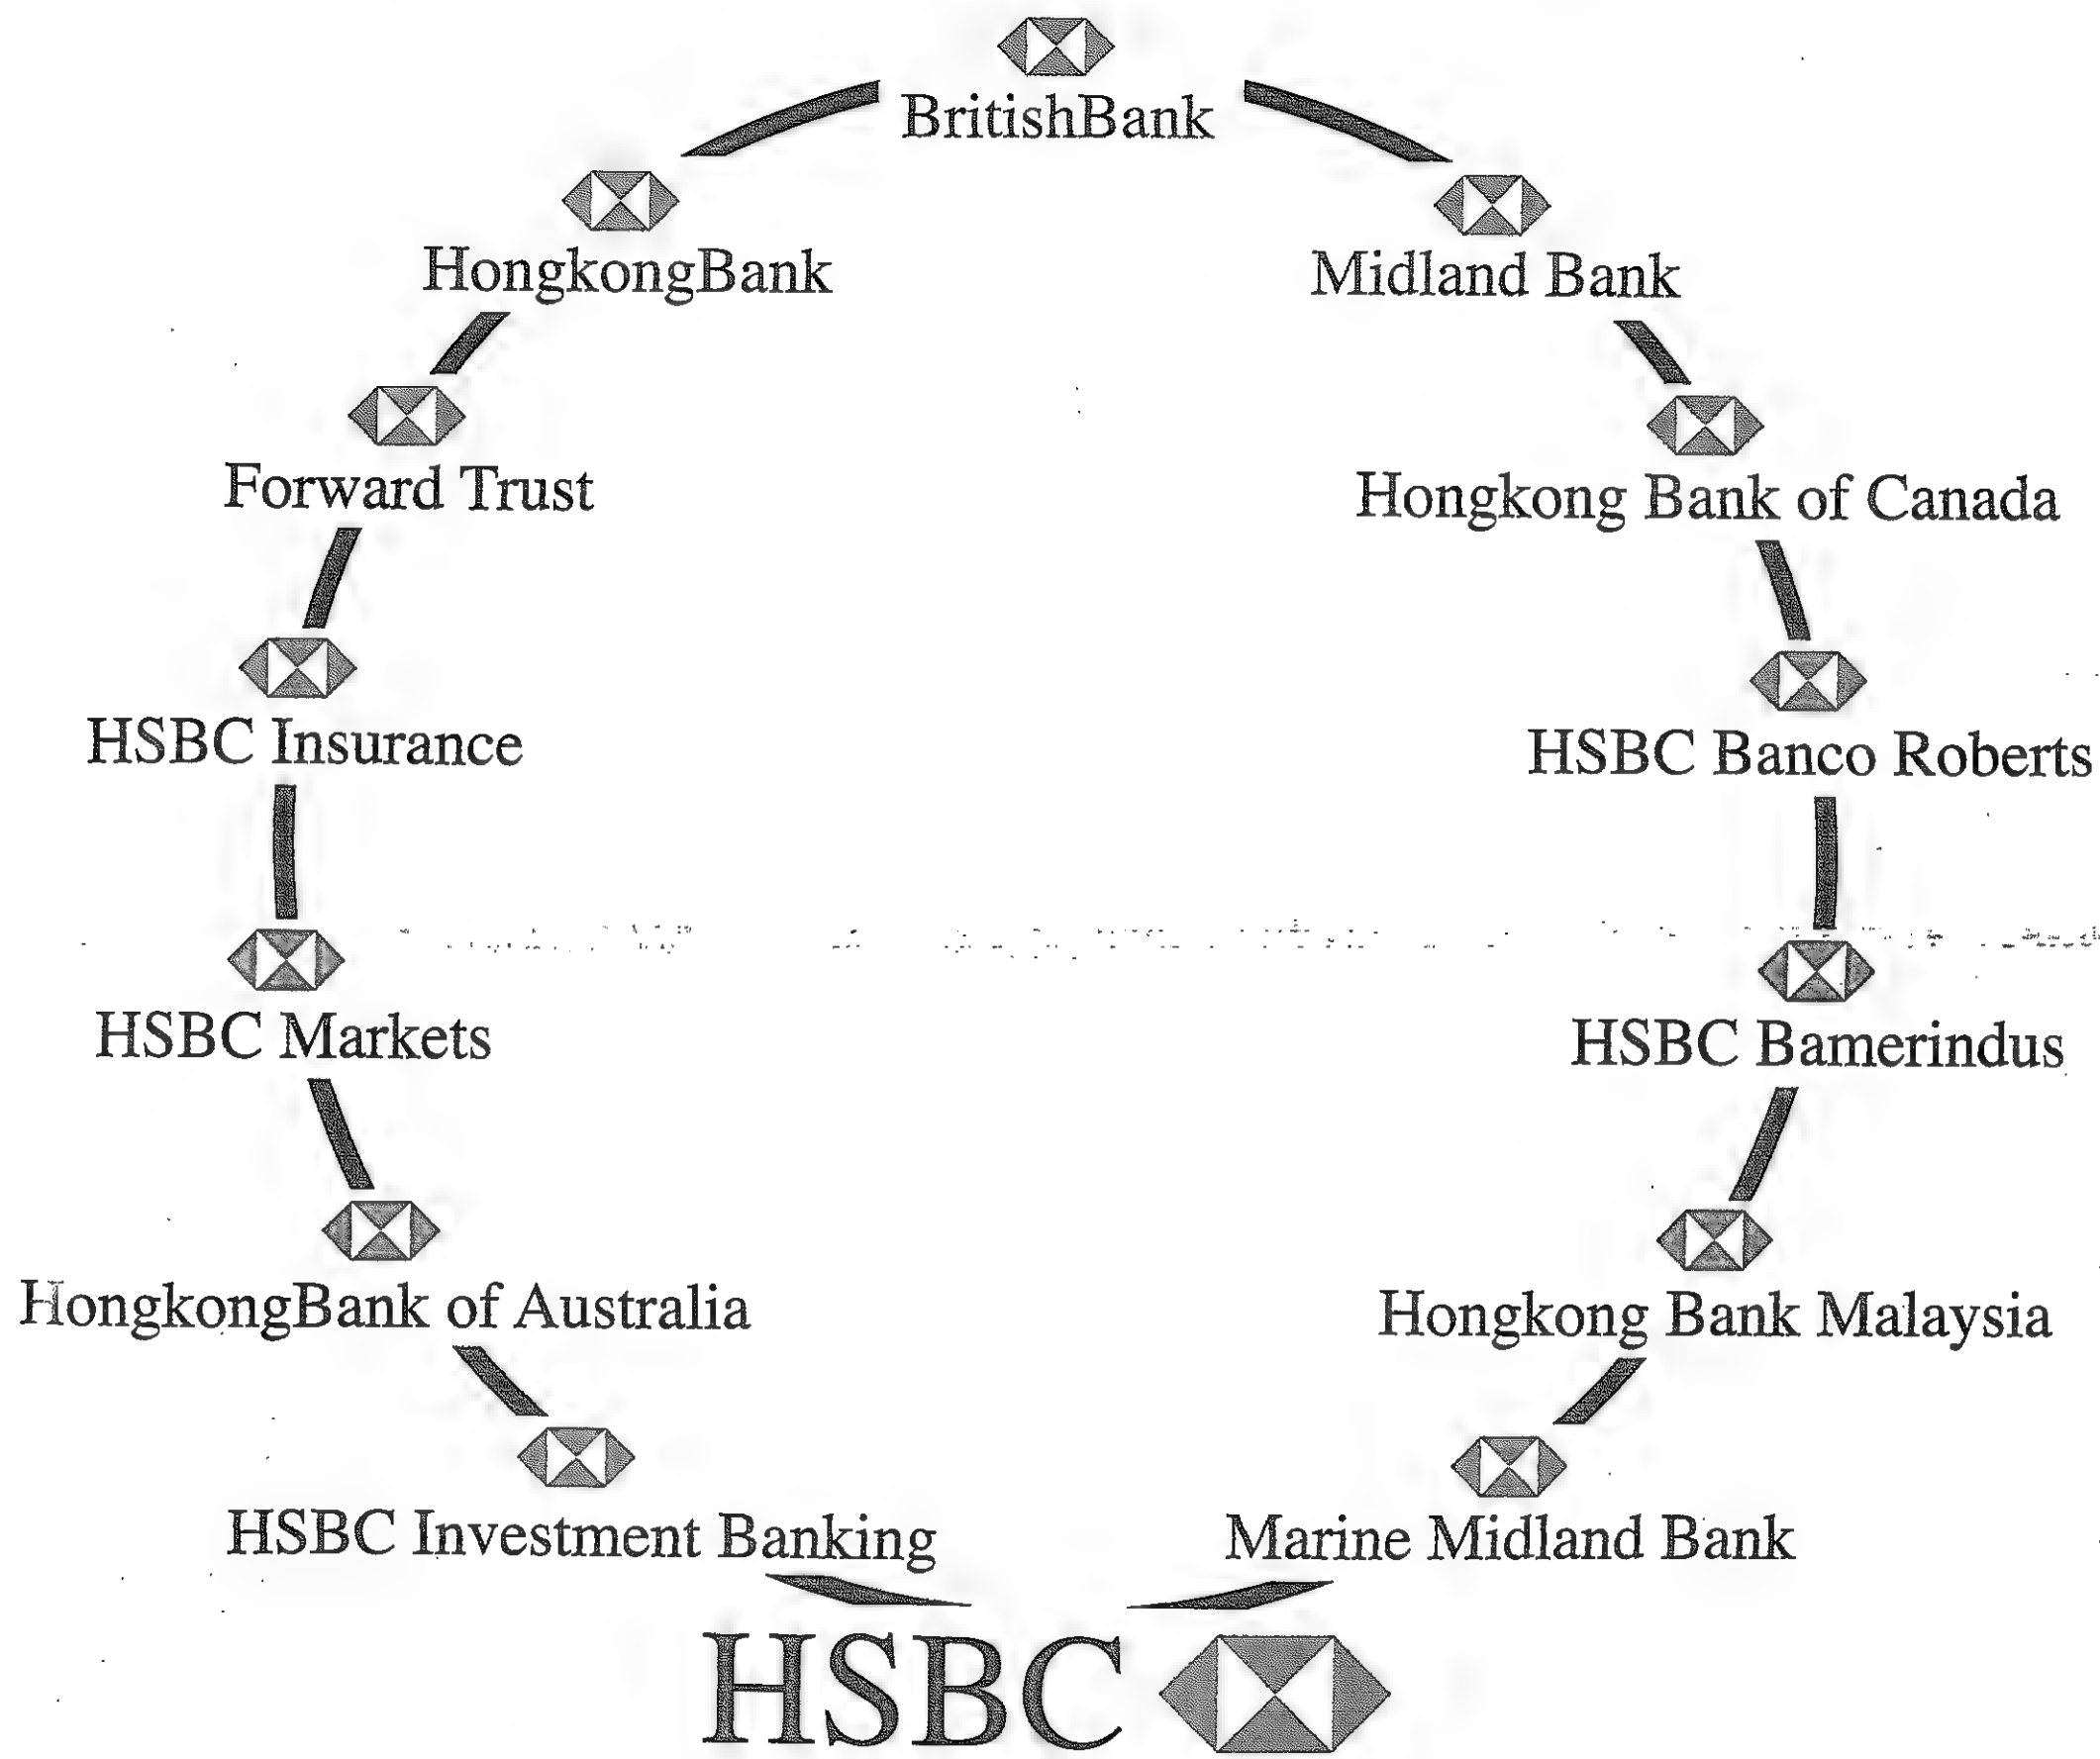 BritishBank
HongkongBank
Midland Bank
Forward Trust
Hongkong Bank of Canada
HSBC Insurance
HSBC Banco Roberts
HSBC Markets
HSBC Bamerindus
HongkongBank of Australia
Hongkong Bank Malaysia
HSBC Investment Banking
Marine Midland Bank
HSBC